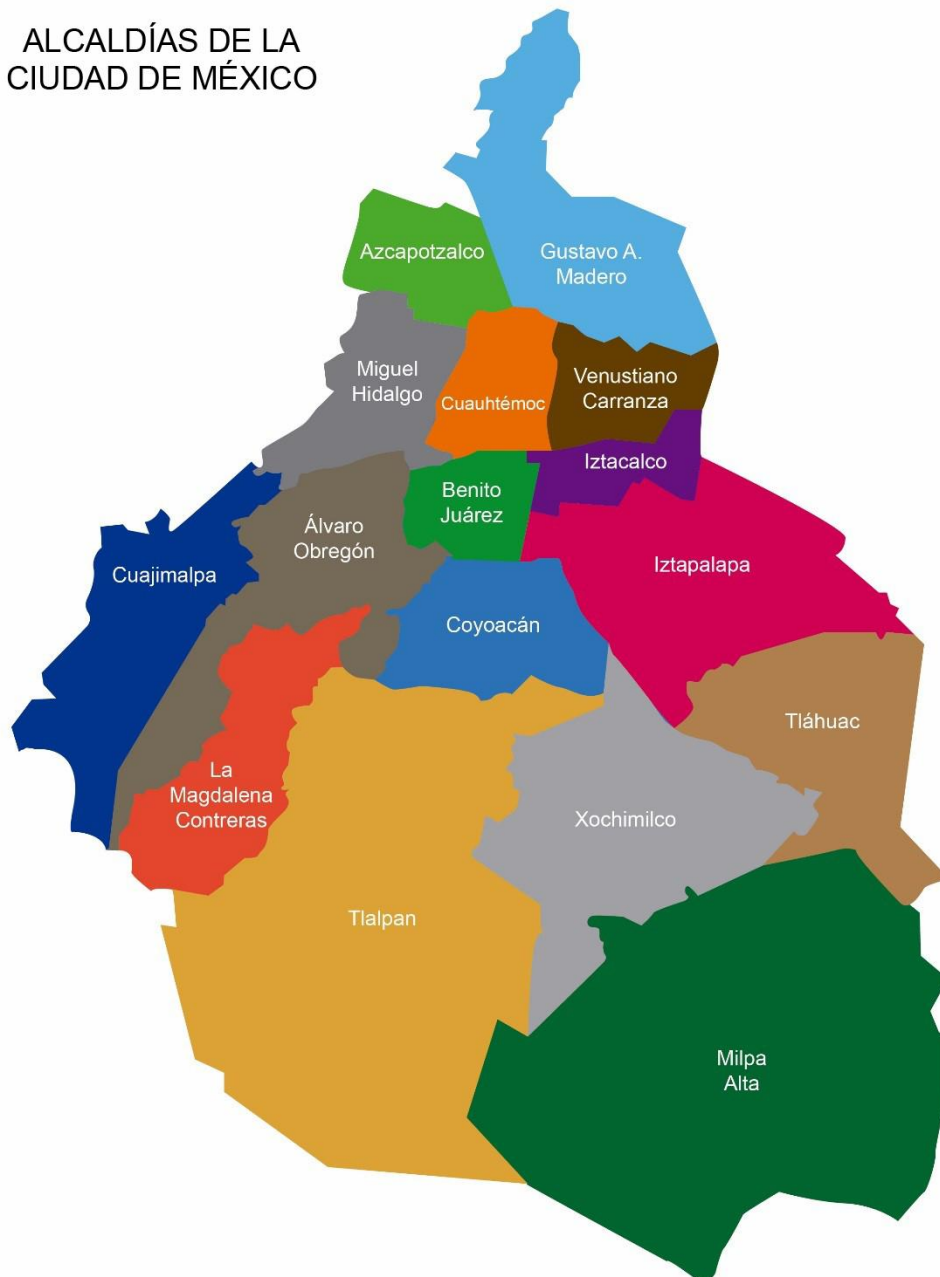 ALCALDÍAS DE LA
CIUDAD DE MÉXICO
Azcapotzalco
Gustavo A.
Madero
Miguel
Hidalgo
Cuauhtémoc
Venustiano
Carranza
Iztacalco
Benito
Juárez
Álvaro
Obregón
Cuajimalpa
Iztapalapa
Coyoacán
Tláhuac
La
Magdalena
Contreras
Xochimilco
Tlalpan
Milpa
Alta